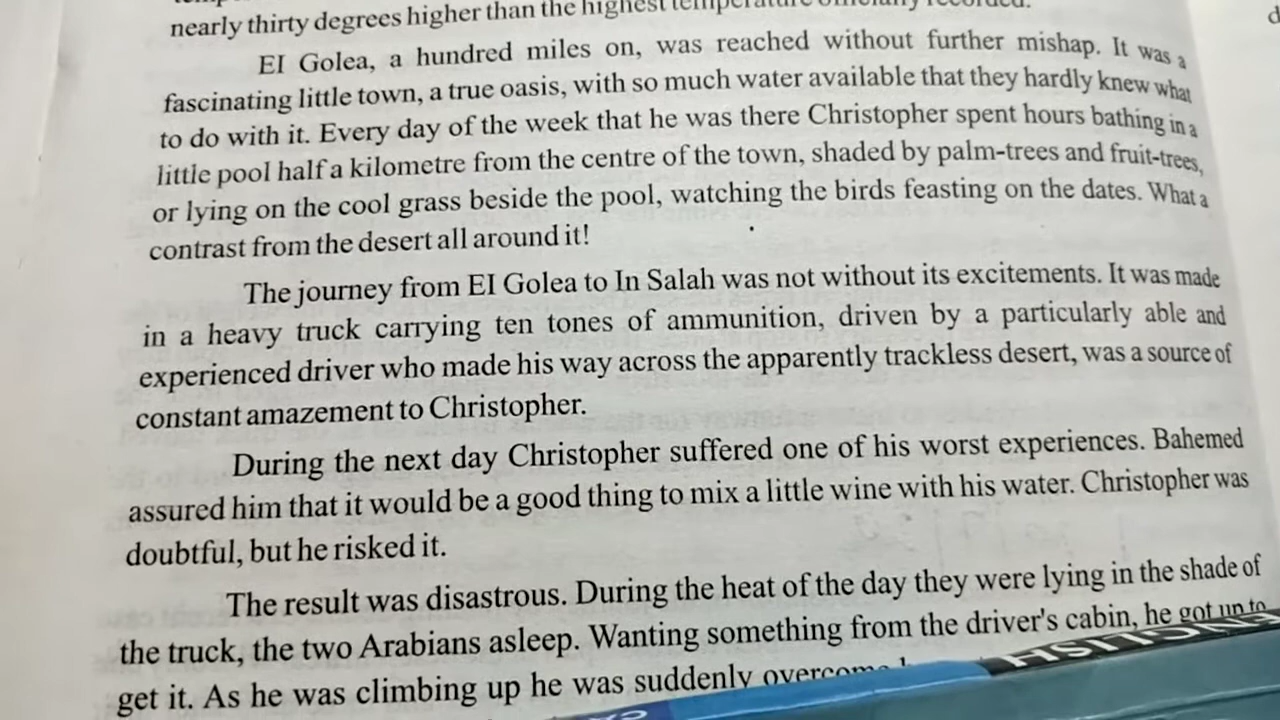 nearly thirty degrees higher than the highest temperature officially recorded.
EI Golea, a hundred miles on, was reached without further mishap. It was a
fascinating little town, a true oasis, with so much water available that they hardly knew what
to do with it. Every day of the week that he was there Christopher spent hours bathing in a
little pool half a kilometre from the centre of the town, shaded by palm-trees and fruit-trees,
or lying on the cool grass beside the pool, watching the birds feasting on the dates. What a
contrast from the desert all around it!
The journey from EI Golea to In Salah was not without its excitements. It was made
in a heavy truck carrying ten tones of ammunition, driven by a particularly able and
experienced driver who made his way across the apparently trackless desert, was a source of
constant amazement to Christopher.
During the next day Christopher suffered one of his worst experiences. Bahemed
assured him that it would be a good thing to mix a little wine with his water. Christopher was
doubtful, but he risked it.
The result was disastrous. During the heat of the day they were lying in the shade of
the truck, the two Arabians asleep. Wanting something from the driver's cabin, he got up to
get it. As he was climbing up he was suddenly overcome
ENGLISH